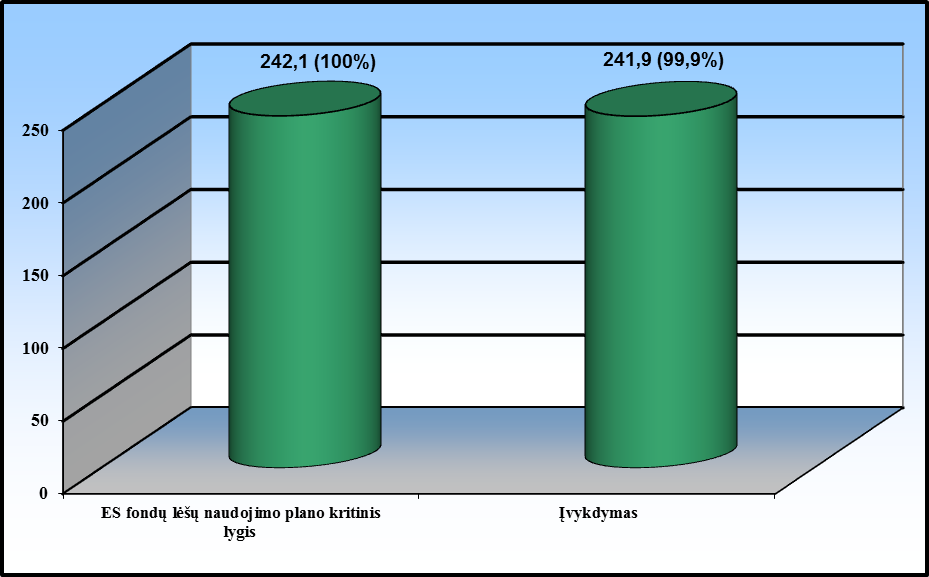 242,1 (100%)
241,9 (99,9%)
250
200
150
100
50
0
ES fondų lėšų naudojimo plano kritinis
lygis
Įvykdymas